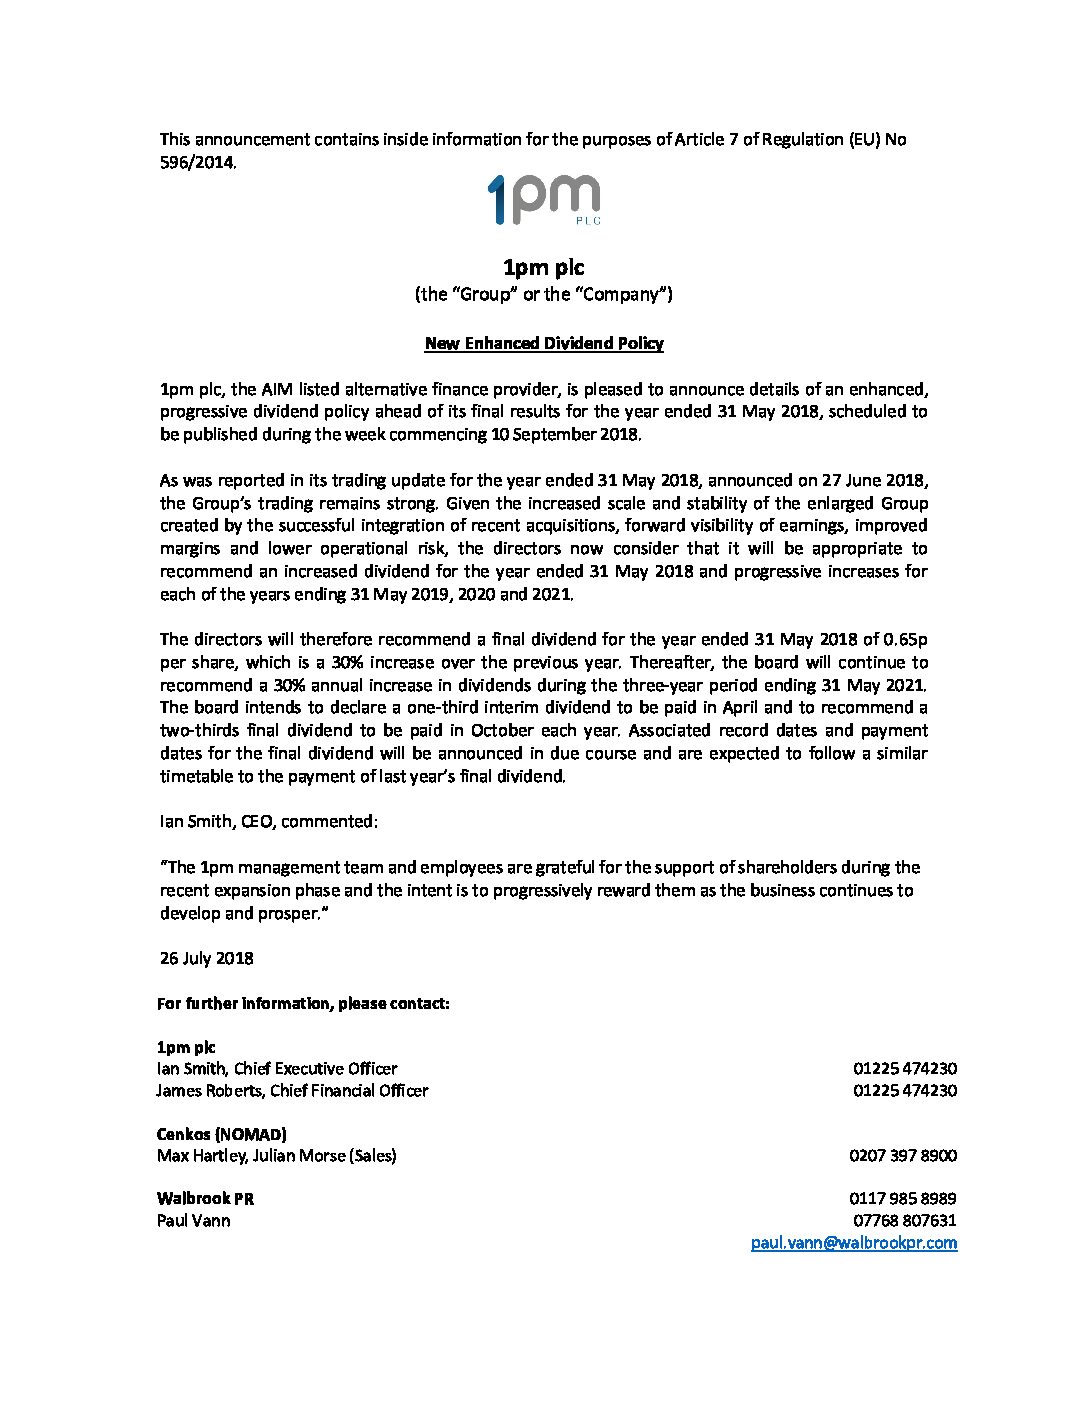 This announcement contains inside information for the purposes of Article 7 of Regulation (EU) No
596/2014.
1pm
PLC
1pm plc
(the “Group” or the “Company”)
New Enhanced Dividend Policy
1pm plc, the AIM listed alternative finance provider, is pleased to announce details of an enhanced,
progressive dividend policy ahead of its final results for the year ended 31 May 2018, scheduled to
be published during the week commencing 10 September 2018.
As was reported in its trading update for the year ended 31 May 2018, announced on 27 June 2018,
the Group’s trading remains strong. Given the increased scale and stability of the enlarged Group
created by the successful integration of recent acquisitions, forward visibility of earnings, improved
margins and lower operational risk, the directors now consider that it will be appropriate to
recommend an increased dividend for the year ended 31 May 2018 and progressive increases for
each of the years ending 31 May 2019, 2020 and 2021.
The directors will therefore recommend a final dividend for the year ended 31 May 2018 of 0.65p
per share, which is a 30% increase over the previous year. Thereafter, the board will continue to
recommend a 30% annual increase in dividends during the three-year period ending 31 May 2021.
The board intends to declare a one-third interim dividend to be paid in April and to recommend a
two-thirds final dividend to be paid in October each year. Associated record dates and payment
dates for the final dividend will be announced in due course and are expected to follow a similar
timetable to the payment of last year’s final dividend.
Ian Smith, CEO, commented:
“The 1pm management team and employees are grateful for the support of shareholders during the
recent expansion phase and the intent is to progressively reward them as the business continues to
develop and prosper.”
26 July 2018
For further information, please contact:
1pm plc
Ian Smith, Chief Executive Officer 01225 474230
James Roberts, Chief Financial Officer 01225 474230
Cenkos (NOMAD)
Max Hartley, Julian Morse (Sales) 0207 397 8900
Walbrook PR 0117 985 8989
Paul Vann 07768 807631
paul.vann@walbrookpr.com